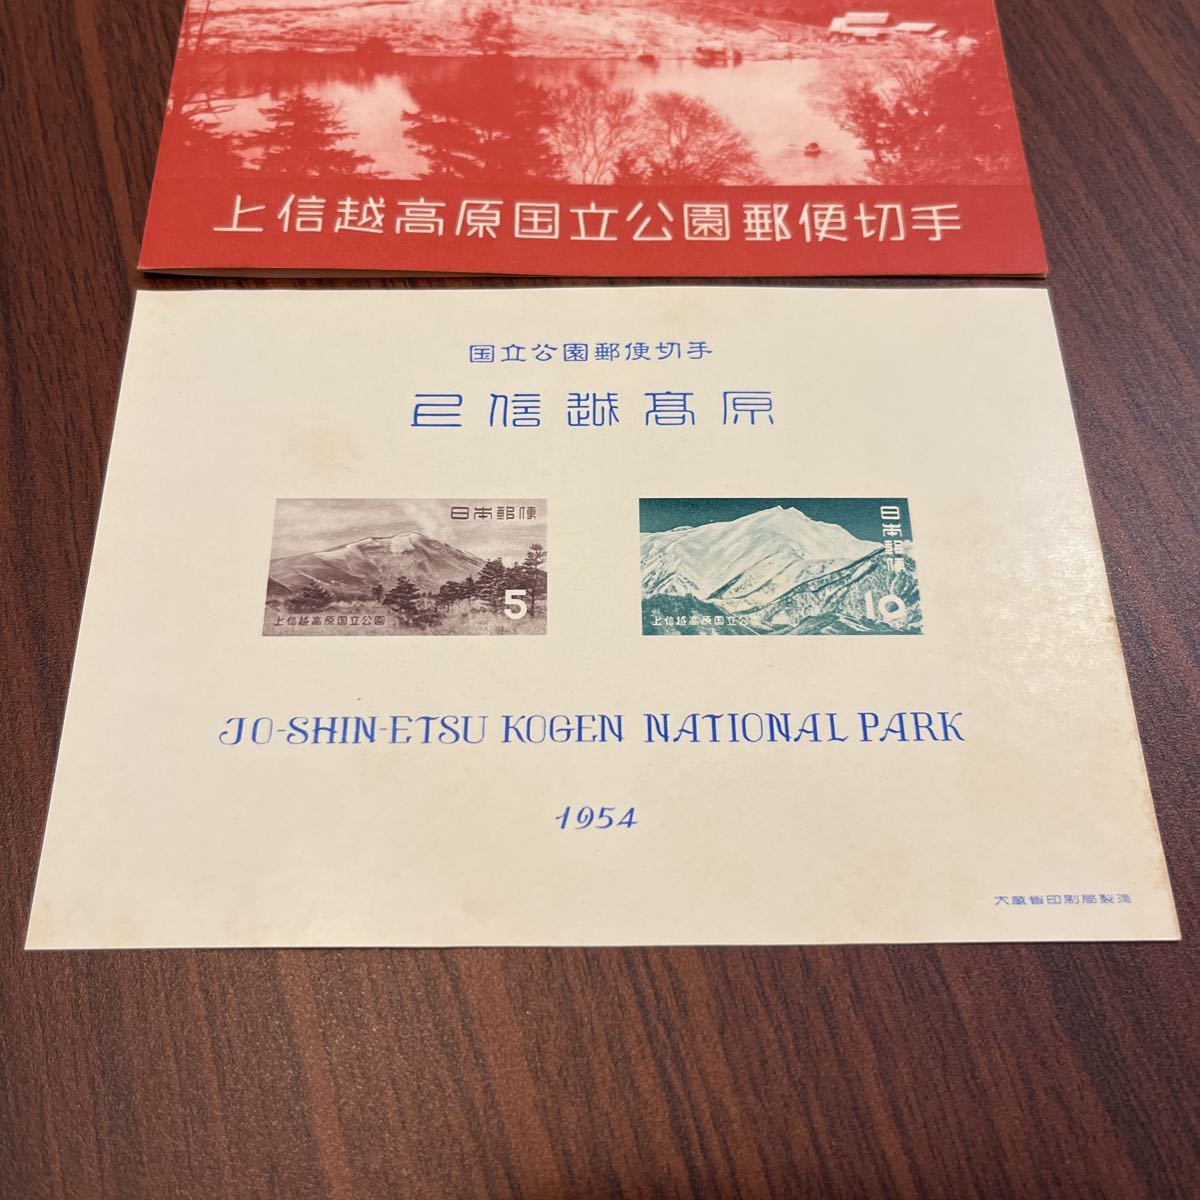 上信越高原国立公園郵便切手
国立公園郵便切手
上信越高原
日本郵便
5
上信越高原国立公園
日本郵便
10
上信越高原国立公園
JO-SHIN-ETSU KOGEN NATIONAL PARK
1954
大蔵省印刷局製造